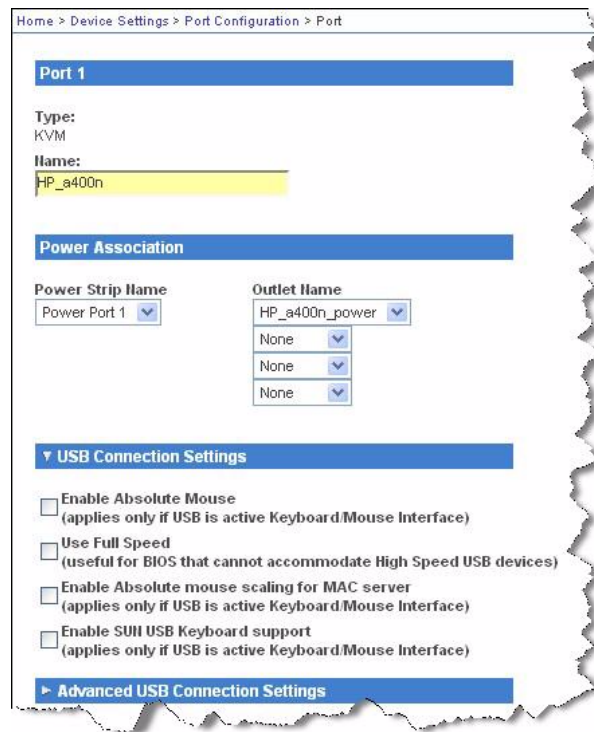 Home > Device Settings > Port Configuration > Port
Port 1
Type:
KVM
Name:
HP_a400n
Power Association
Power Strip Name
Outlet Name
Power Port 1
HP_a400n_power
None
None
None
USB Connection Settings
Enable Absolute Mouse
(applies only if USB is active Keyboard/Mouse Interface)
Use Full Speed
(useful for BIOS that cannot accommodate High Speed USB devices)
Enable Absolute mouse scaling for MAC server
(applies only if USB is active Keyboard/Mouse Interface)
Enable SUN USB Keyboard support
(applies only if USB is active Keyboard/Mouse Interface)
Advanced USB Connection Settings